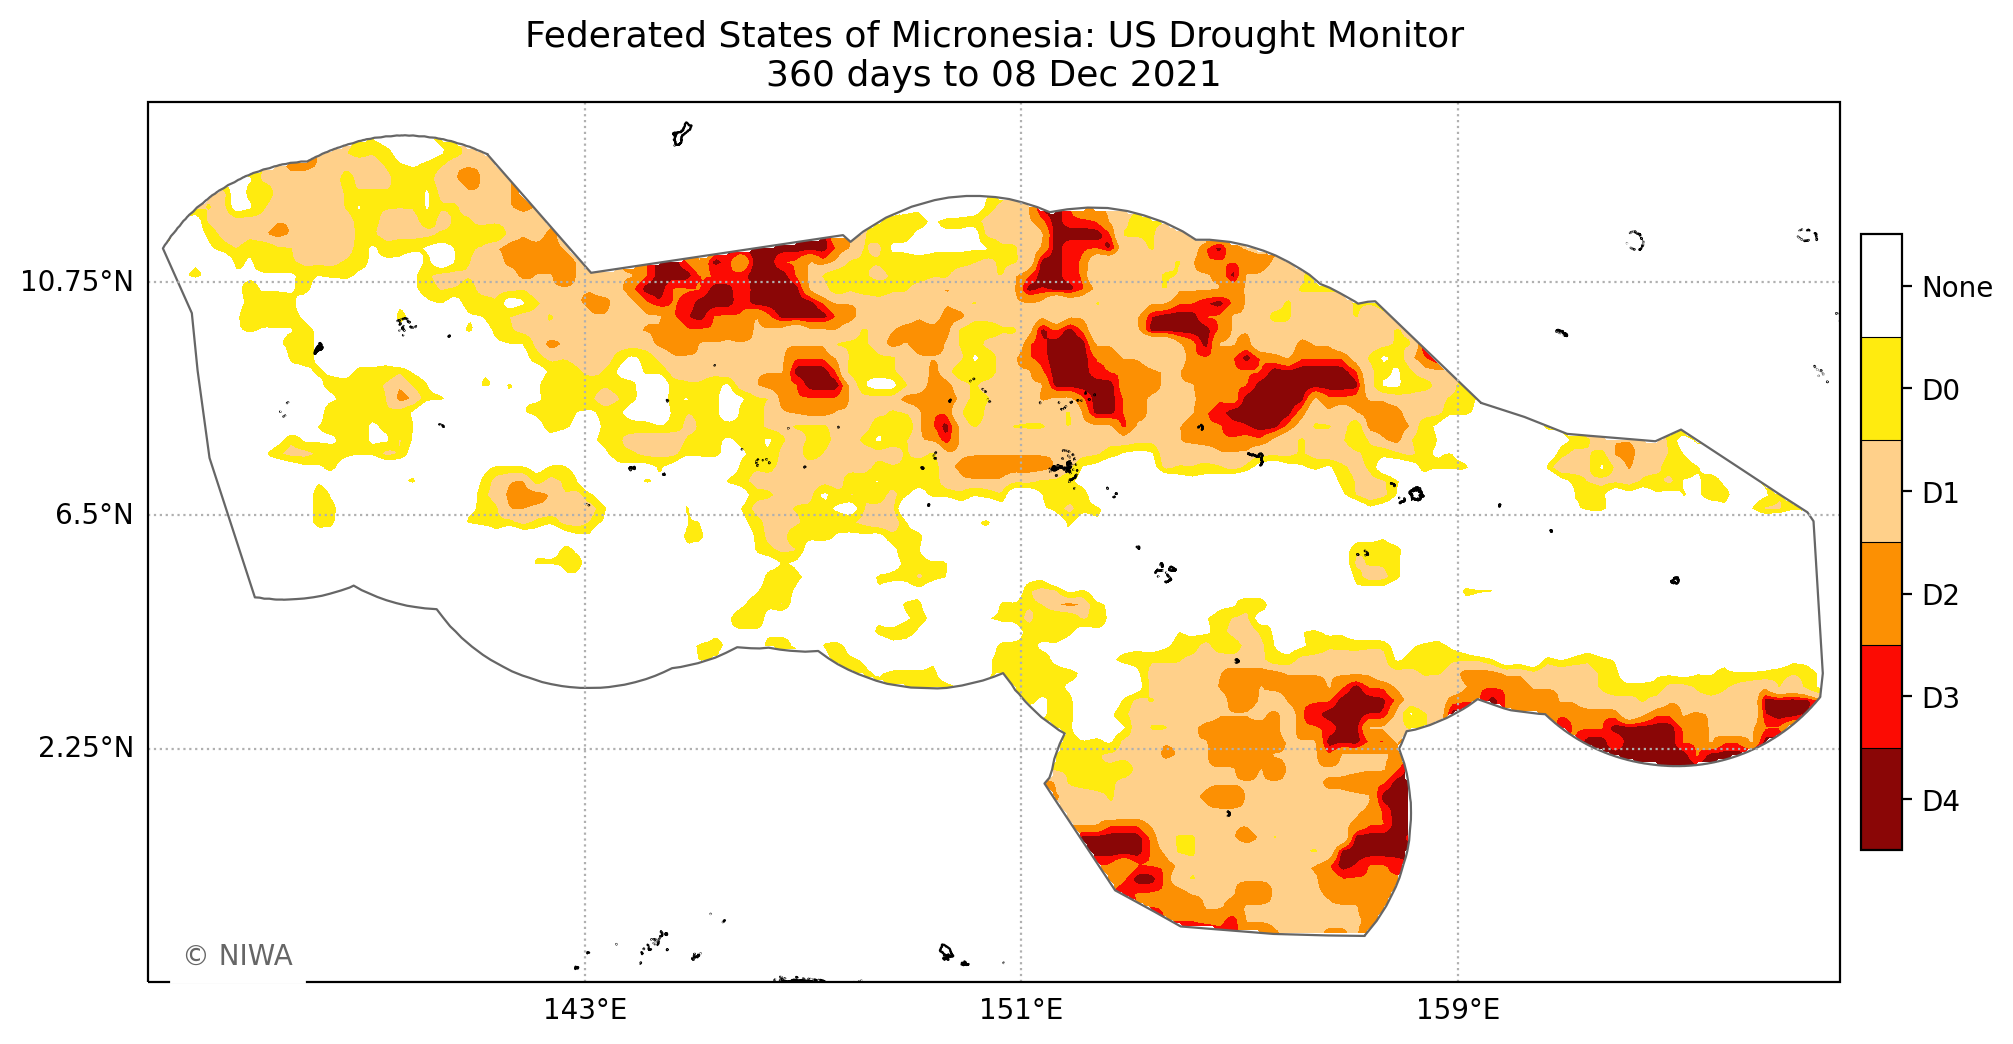 Federated States of Micronesia: US Drought Monitor
360 days to 08 Dec 2021
10.75°N
6.5°N
2.25°N
143°E
151°E
159°E
None
D0
D1
D2
D3
D4
© NIWA